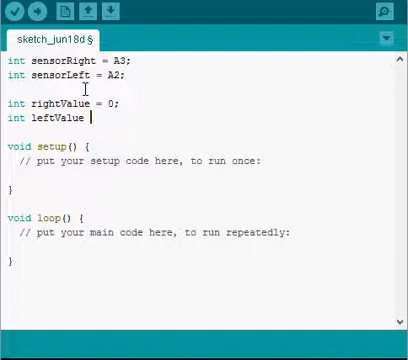 sketch_jun18d §
int sensorRight = A3;
int sensorLeft = A2;
int rightValue = 0;
int leftValue
void setup() {
// put your setup code here, to run once:
}
void loop() {
// put your main code here, to run repeatedly:
}